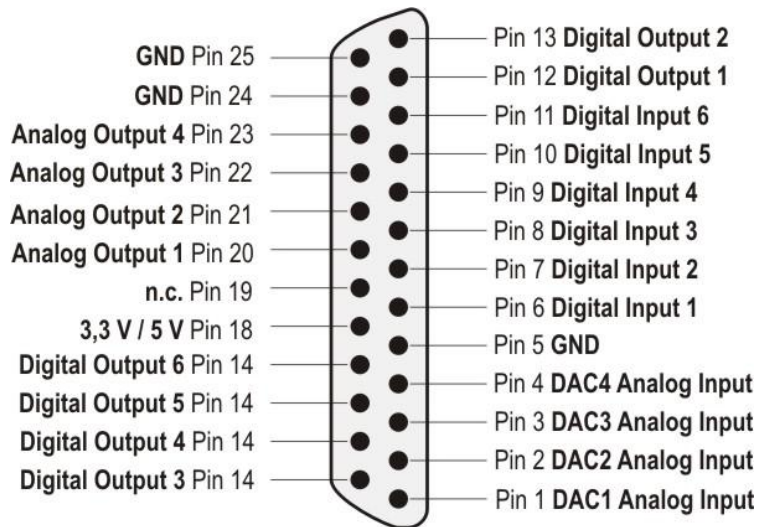 GND Pin 25
GND Pin 24
Analog Output 4 Pin 23
Analog Output 3 Pin 22
Analog Output 2 Pin 21
Analog Output 1 Pin 20
n.c. Pin 19
3,3 V / 5 V Pin 18
Digital Output 6 Pin 14
Digital Output 5 Pin 14
Digital Output 4 Pin 14
Digital Output 3 Pin 14
Pin 13 Digital Output 2
Pin 12 Digital Output 1
Pin 11 Digital Input 6
Pin 10 Digital Input 5
Pin 9 Digital Input 4
Pin 8 Digital Input 3
Pin 7 Digital Input 2
Pin 6 Digital Input 1
Pin 5 GND
Pin 4 DAC4 Analog Input
Pin 3 DAC3 Analog Input
Pin 2 DAC2 Analog Input
Pin 1 DAC1 Analog Input